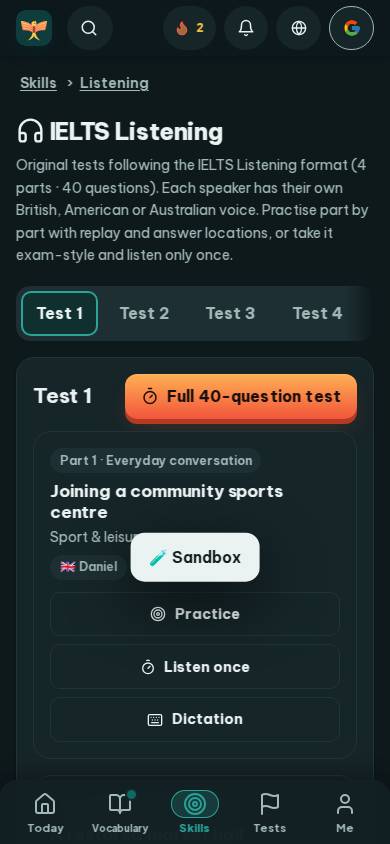 2
Skills > Listening
IELTS Listening
Original tests following the IELTS Listening format (4
parts · 40 questions). Each speaker has their own
British, American or Australian voice. Practise part by
part with replay and answer locations, or take it
exam-style and listen only once.
Test 1 Test 2 Test 3 Test 4
Test 1
Full 40-question test
Part 1 · Everyday conversation
Joining a community sports
centre
Sport &
Sandbox
Daniel
Practice
Listen once
Dictation
Today Vocabulary Skills Tests Me